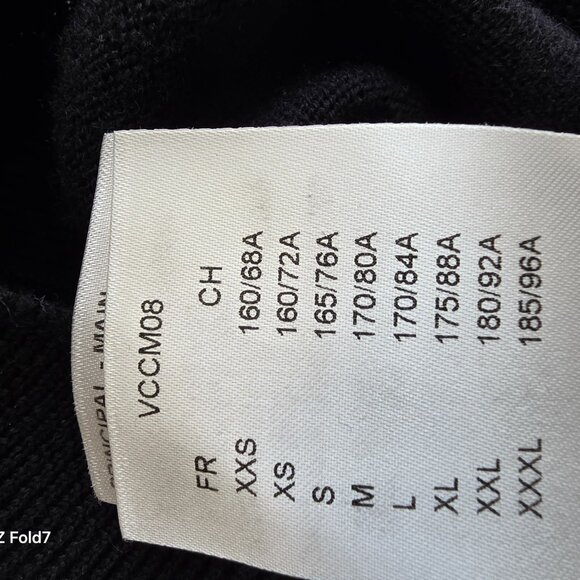 VCCM08
FR CH
XXS 160/68A
XS 160/72A
S 165/76A
M 170/80A
L 170/84A
XL 175/88A
XXL 180/92A
XXXL 185/96A
- MAIN
Z Fold7